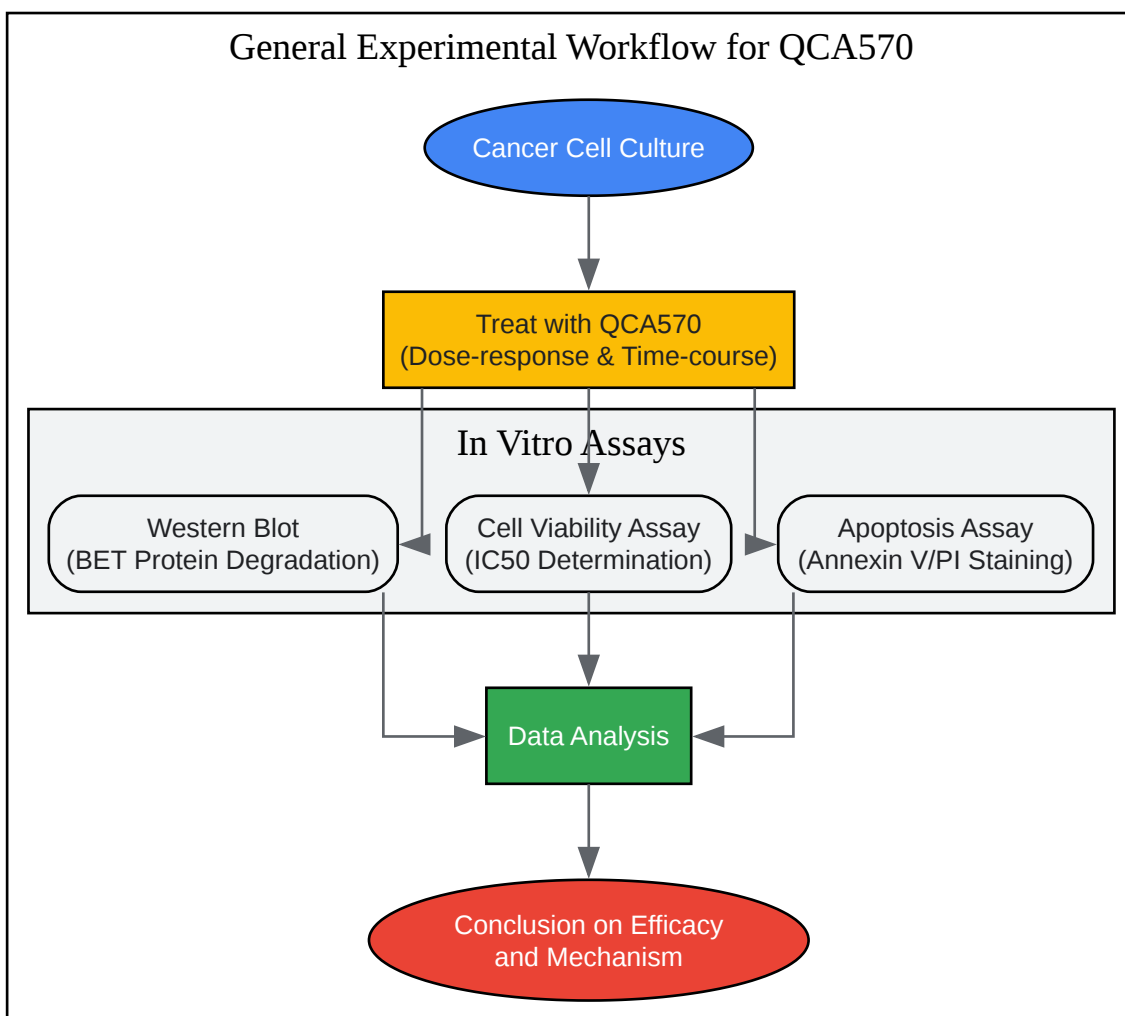 General Experimental Workflow for QCA570
Cancer Cell Culture
Treat with QCA570
(Dose-response & Time-course)
In Vitro Assays
Western Blot
(BET Protein Degradation)
Cell Viability Assay
(IC50 Determination)
Apoptosis Assay
(Annexin V/PI Staining)
Data Analysis
Conclusion on Efficacy
and Mechanism